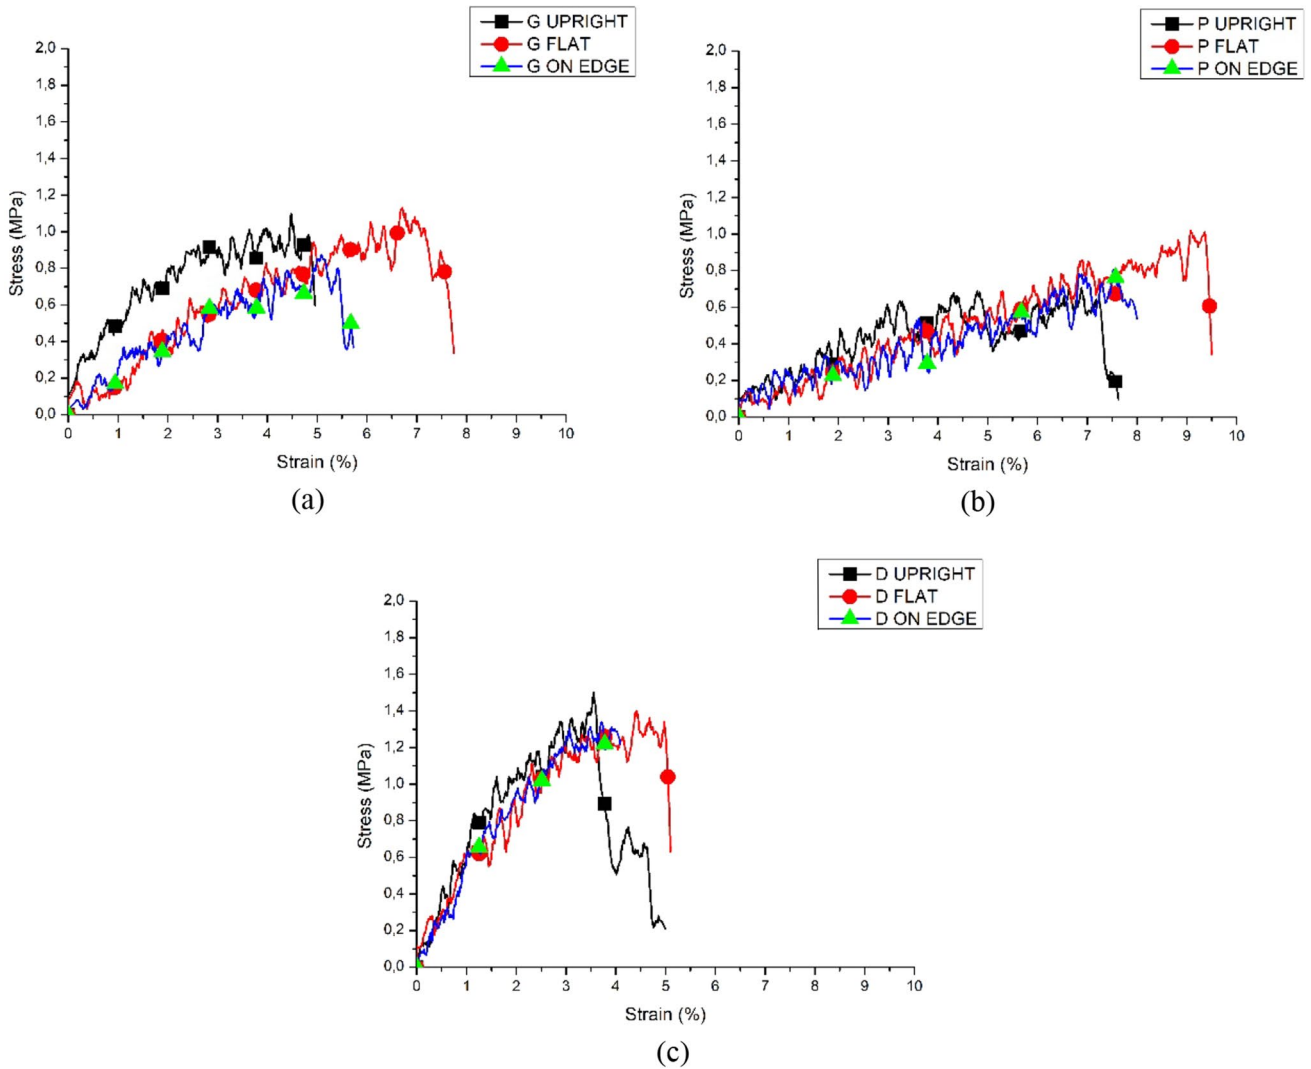 G UPRIGHT
G FLAT
G ON EDGE
2,0
1,8
1,6
1,4
1,2
1,0
0,8
0,6
0,4
0,2
0,0
Stress (MPa)
0 1 2 3 4 5 6 7 8 9 10
Strain (%)
(a)
P UPRIGHT
P FLAT
P ON EDGE
2,0
1,8
1,6
1,4
1,2
1,0
0,8
0,6
0,4
0,2
0,0
Stress (MPa)
0 1 2 3 4 5 6 7 8 9 10
Strain (%)
(b)
D UPRIGHT
D FLAT
D ON EDGE
2,0
1,8
1,6
1,4
1,2
1,0
0,8
0,6
0,4
0,2
0,0
Stress (MPa)
0 1 2 3 4 5 6 7 8 9 10
Strain (%)
(c)